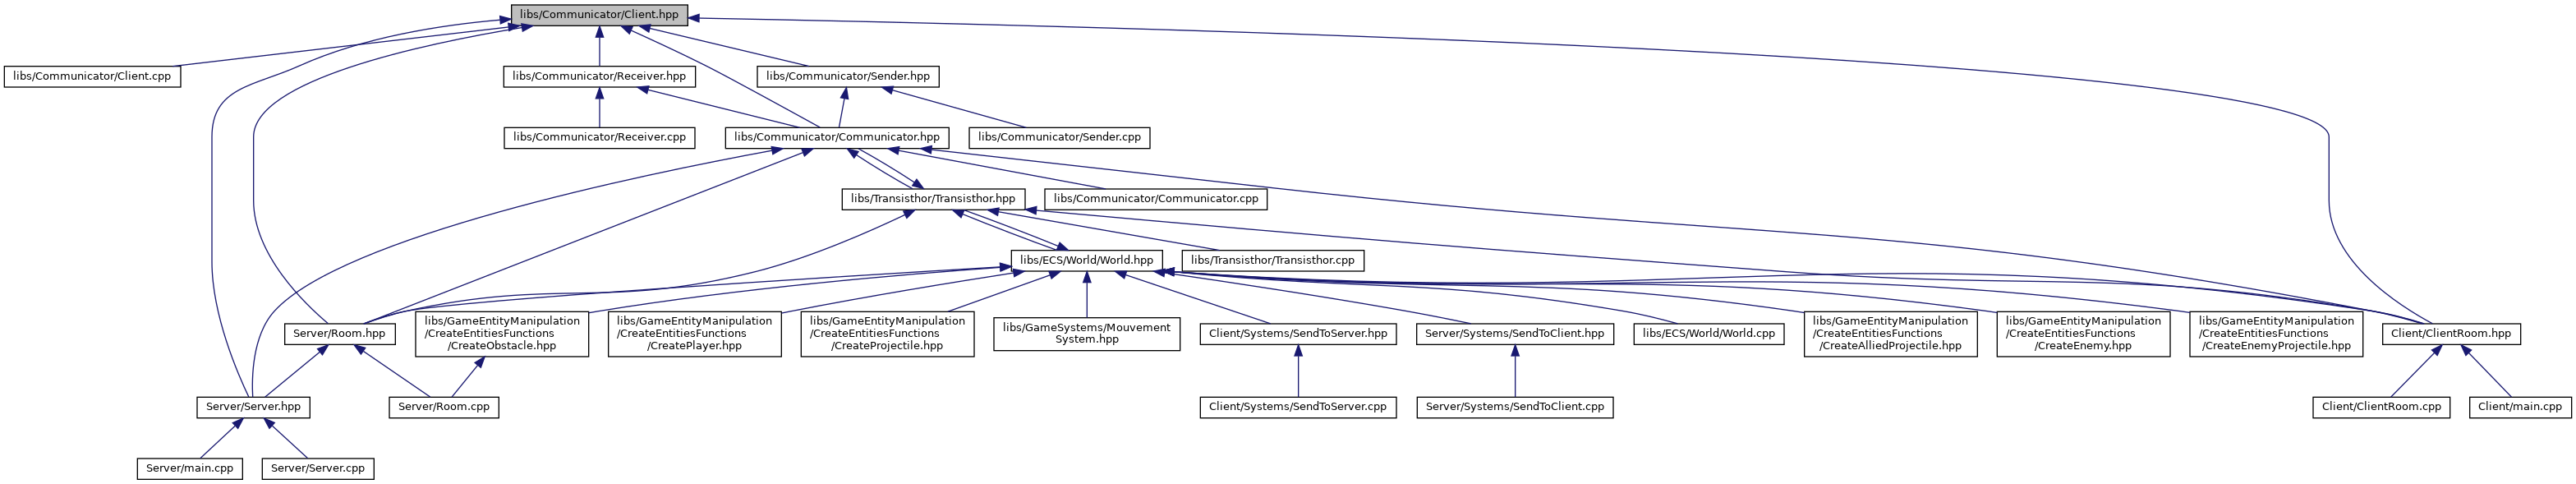 libs/Communicator/Client.hpp
libs/Communicator/Client.cpp
libs/Communicator/Receiver.hpp
libs/Communicator/Sender.hpp
libs/Communicator/Receiver.cpp
libs/Communicator/Communicator.hpp
libs/Communicator/Sender.cpp
libs/Transisthor/Transisthor.hpp
libs/Communicator/Communicator.cpp
libs/ECS/World/World.hpp
libs/Transisthor/Transisthor.cpp
Server/Room.hpp
libs/GameEntityManipulation
/CreateEntitiesFunctions
/CreateObstacle.hpp
libs/GameEntityManipulation
/CreateEntitiesFunctions
/CreatePlayer.hpp
libs/GameEntityManipulation
/CreateEntitiesFunctions
/CreateProjectile.hpp
libs/GameSystems/Mouvement
System.hpp
Client/Systems/SendToServer.hpp
Server/Systems/SendToClient.hpp
libs/ECS/World/World.cpp
libs/GameEntityManipulation
/CreateEntitiesFunctions
/CreateAlliedProjectile.hpp
libs/GameEntityManipulation
/CreateEntitiesFunctions
/CreateEnemy.hpp
libs/GameEntityManipulation
/CreateEntitiesFunctions
/CreateEnemyProjectile.hpp
Client/ClientRoom.hpp
Server/Server.hpp
Server/Room.cpp
Client/Systems/SendToServer.cpp
Server/Systems/SendToClient.cpp
Client/ClientRoom.cpp
Client/main.cpp
Server/main.cpp
Server/Server.cpp